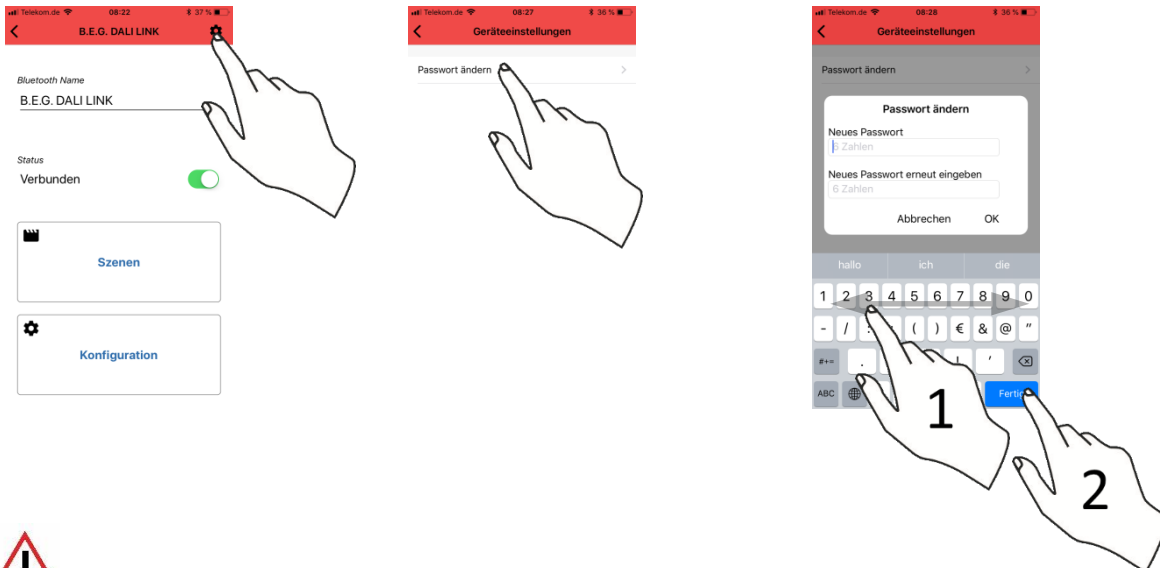 Telekom.de 08:22 37 %
B.E.G. DALI LINK
Bluetooth Name
B.E.G. DALI LINK
Status
Verbunden
Szenen
Konfiguration
Telekom.de 08:27 36 %
Geräteeinstellungen
Passwort ändern
Telekom.de 08:28 36 %
Geräteeinstellungen
Passwort ändern
Passwort ändern
Neues Passwort
6 Zahlen
Neues Passwort erneut eingeben
6 Zahlen
Abbrechen OK
hallo ich die
1 2 3 4 5 6 7 8 9 0
- / : ( ) € & @ "
#+= . ! '
ABC Fertig
1
2